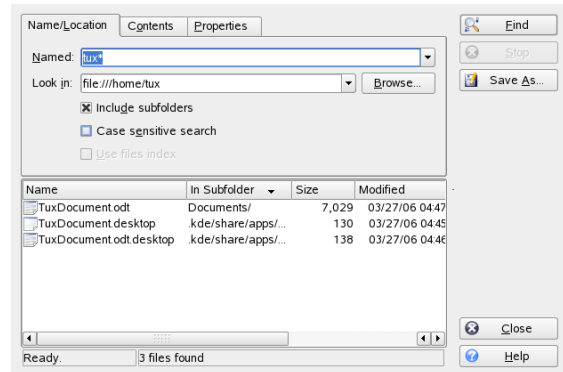 Name/Location Contents Properties
Named: tux*
Look in: file:///home/tux Browse...
Include subfolders
Case sensitive search
Use files index
Find
Stop
Save As...
Name In Subfolder Size Modified
TuxDocument.odt Documents/ 7,029 03/27/06 04:47
TuxDocument.desktop .kde/share/apps/... 130 03/27/06 04:45
TuxDocument.odt.desktop .kde/share/apps/... 138 03/27/06 04:46
Close
Ready. 3 files found
Help